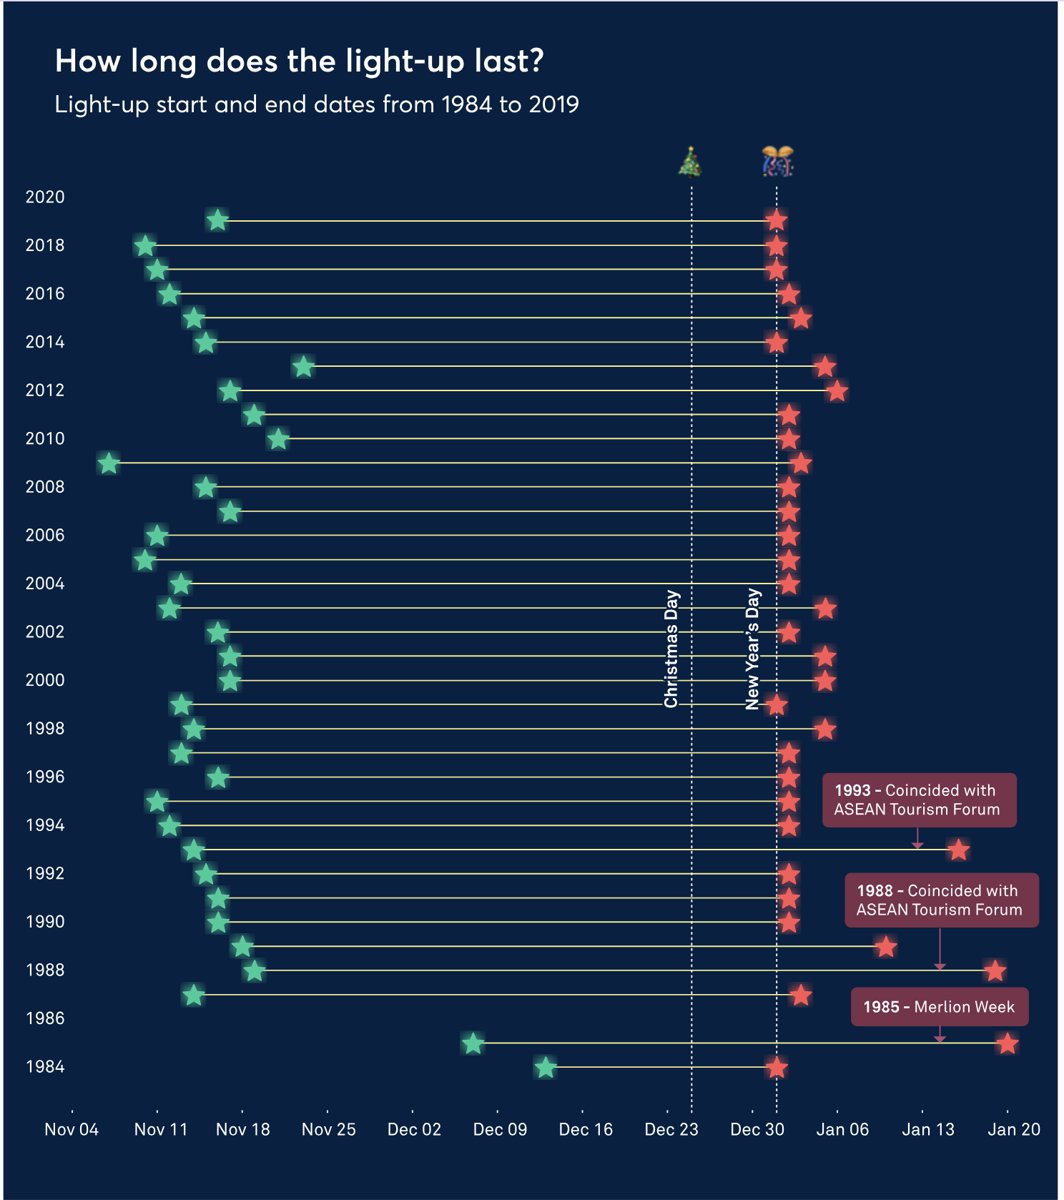 How long does the light-up last?
Light-up start and end dates from 1984 to 2019
2020
2018
2016
2014
2012
2010
2008
2006
2004
2002
2000
1998
1996
1994
1992
1990
1988
1986
1984
Christmas Day
New Year's Day
1993 - Coincided with
ASEAN Tourism Forum
1988 - Coincided with
ASEAN Tourism Forum
1985 - Merlion Week
Nov 04
Nov 11
Nov 18
Nov 25
Dec 02
Dec 09
Dec 16
Dec 23
Dec 30
Jan 06
Jan 13
Jan 20